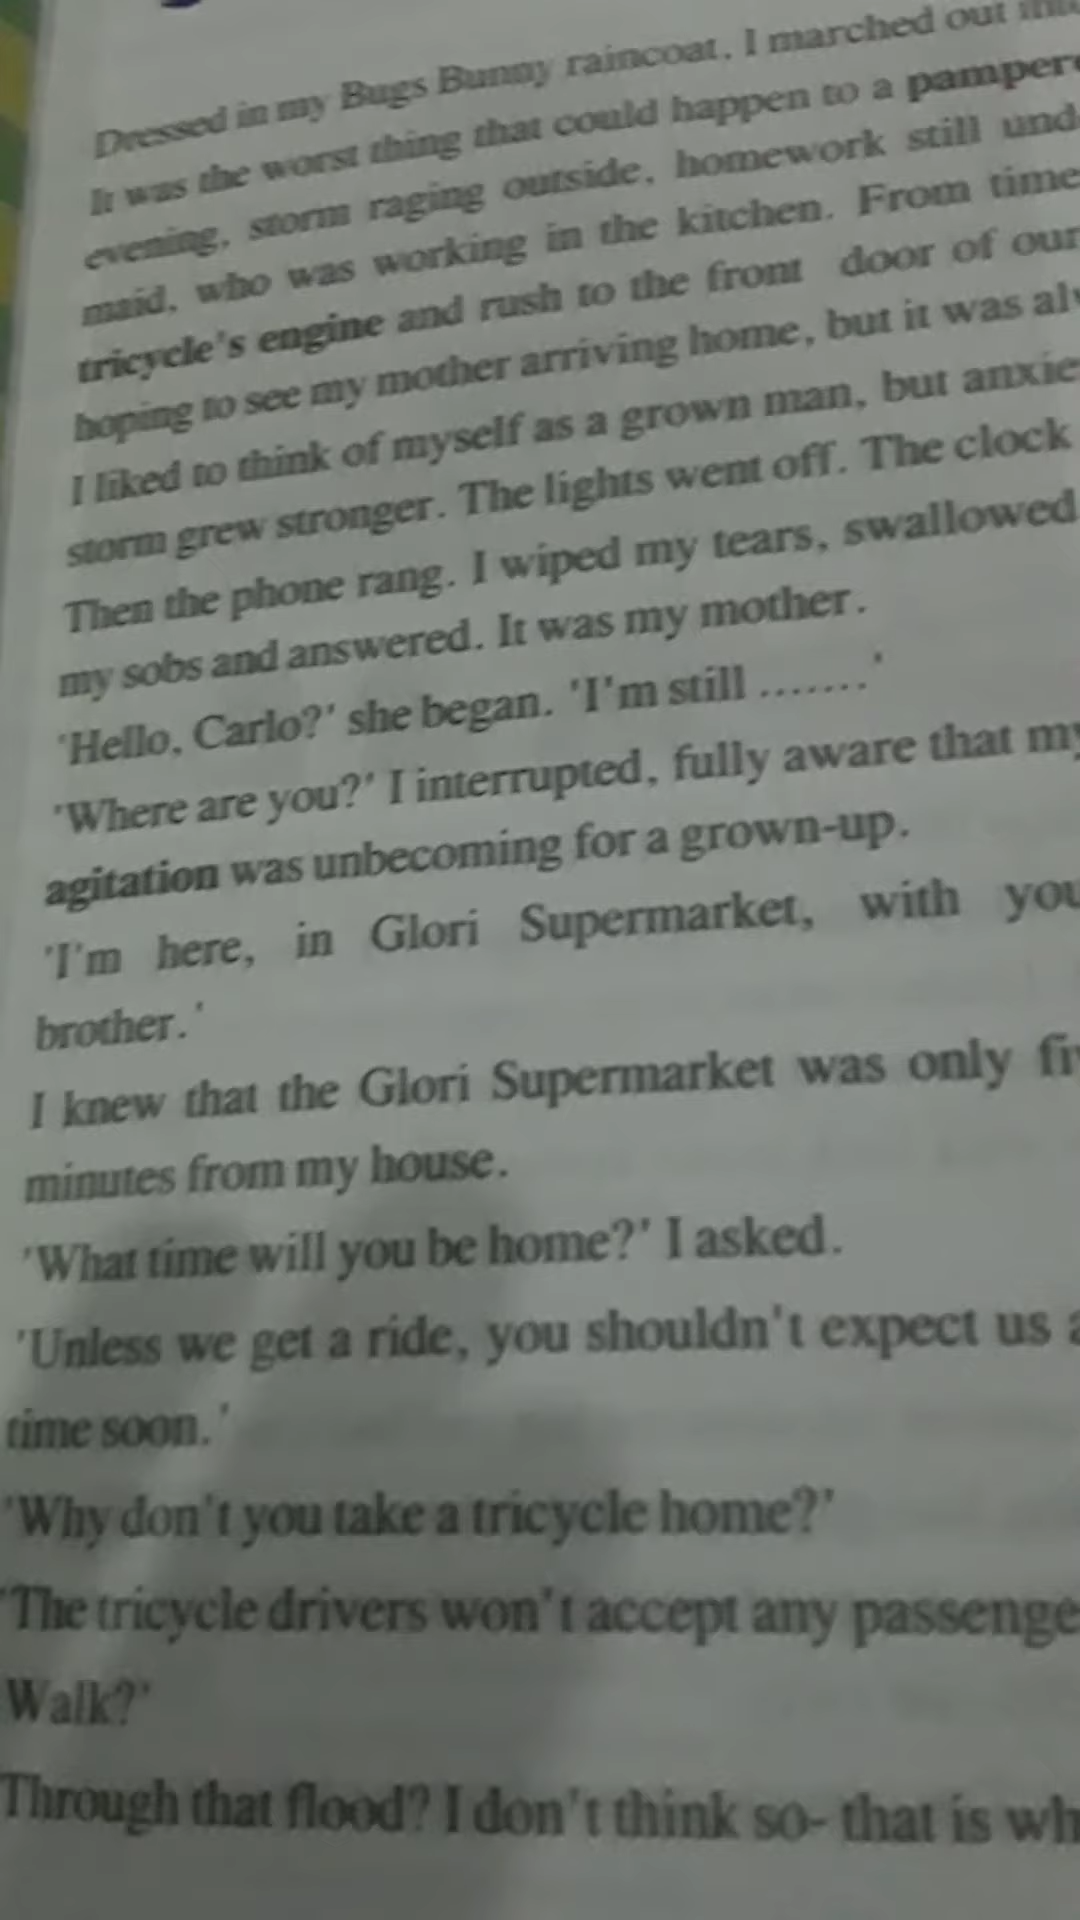 Dressed in my Bugs Bunny raincoat, I marched out
It was the worst thing that could happen to a
evening, storm raging outside, homework still
maid, who was working in the kitchen. From time
tricycle's engine and rush to the front door of our
hoping to see my mother arriving home, but it was
I liked to think of myself as a grown man, but
storm grew stronger. The lights went off. The clock
Then the phone rang. I wiped my tears, swallowed
my sobs and answered. It was my mother.
'Hello, Carlo?' she began. 'I'm still .......'
'Where are you?' I interrupted, fully aware that my
agitation was unbecoming for a grown-up.
'I'm here, in Glori Supermarket, with
brother.'
I knew that the Glori Supermarket was only
minutes from my house.
'What time will you be home?' I asked.
'Unless we get a ride, you shouldn't expect us
time soon.'
'Why don't you take a tricycle home?'
'The tricycle drivers won't accept any
Walk?'
Through that flood? I don't think so- that is